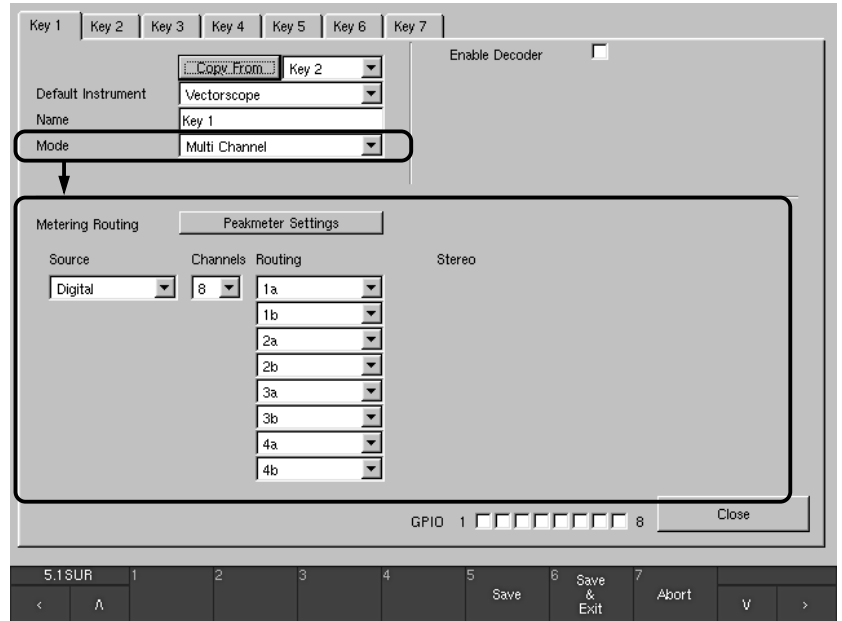 Key 1 Key 2 Key 3 Key 4 Key 5 Key 6 Key 7
Copy From Key 2 Enable Decoder
Default Instrument Vectorscope
Name Key 1
Mode Multi Channel
Metering Routing Peakmeter Settings
Source Channels Routing Stereo
Digital 8 1a
1b
2a
2b
3a
3b
4a
4b
GPIO 1 8 Close
5.1SUR 1 2 3 4 5 Save 6 Save & Exit 7 Abort
< Λ V >